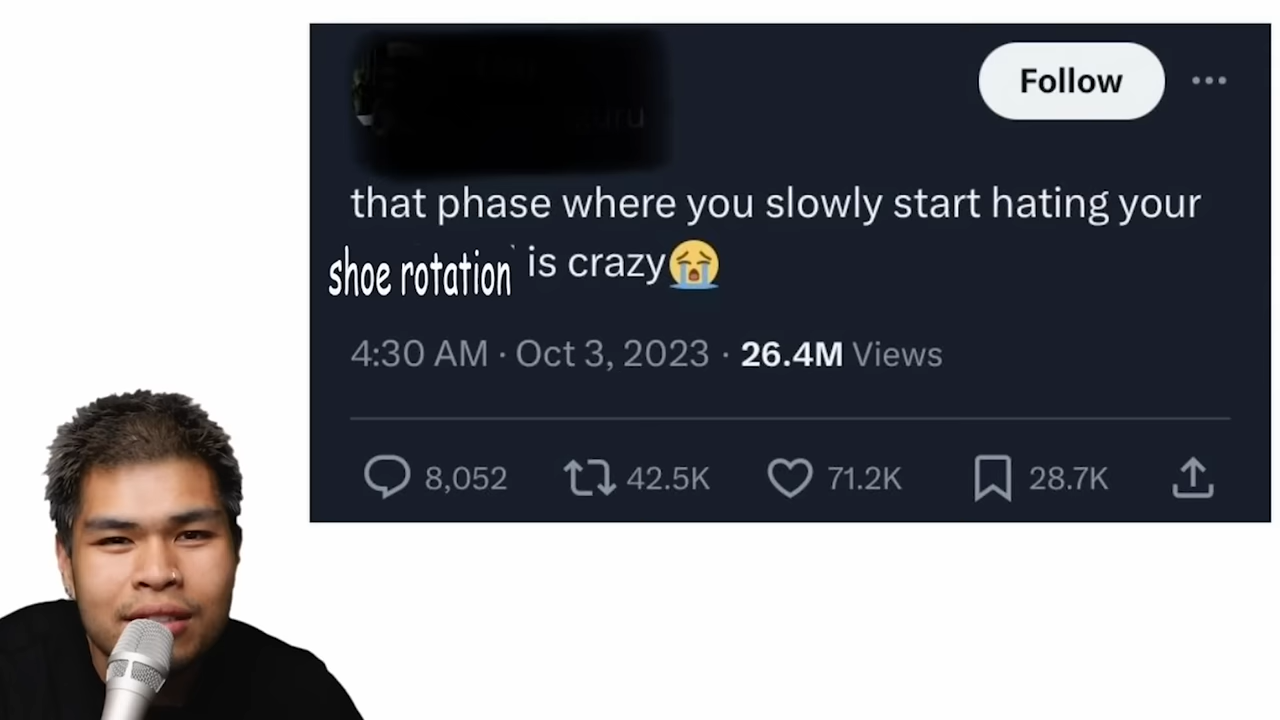 Follow
that phase where you slowly start hating your
shoe rotation is crazy😭
4:30 AM · Oct 3, 2023 · 26.4M Views
8,052 42.5K 71.2K 28.7K